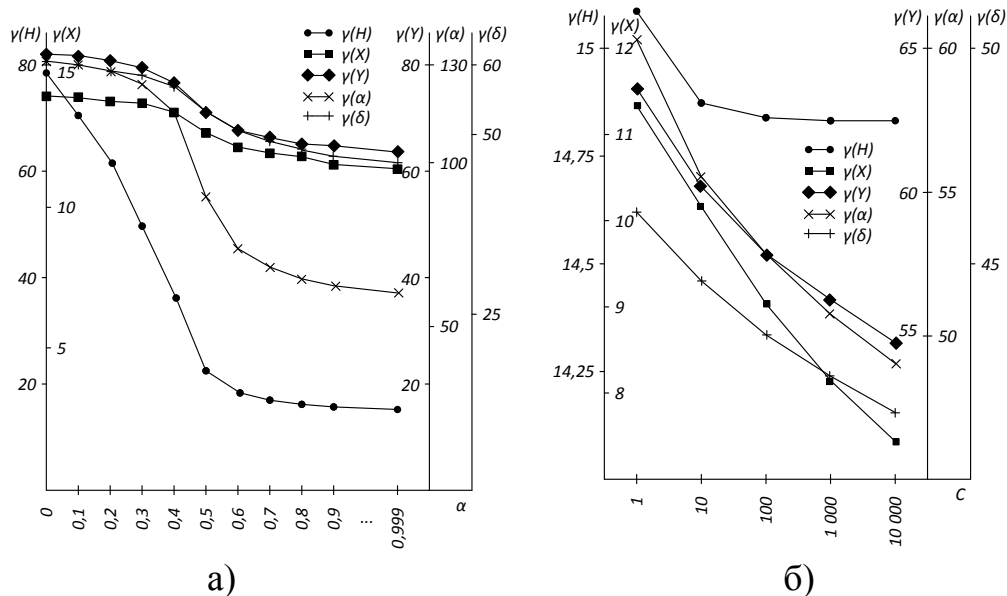 γ(H) γ(X) γ(Y) γ(α) γ(δ)
γ(H)
γ(X)
γ(Y)
γ(α)
γ(δ)
80 15 80 130 60
50
60 60 100
10
40 40
50 25
5
20 20
0 0,1 0,2 0,3 0,4 0,5 0,6 0,7 0,8 0,9 ... 0,999 α
а)
γ(H) γ(X) γ(Y) γ(α) γ(δ)
15 12 65 60 50
γ(H)
γ(X)
γ(Y)
γ(α)
γ(δ)
11
14,75
60 55
10
14,5 45
9
55 50
14,25
8
1 10 100 1 000 10 000 C
б)